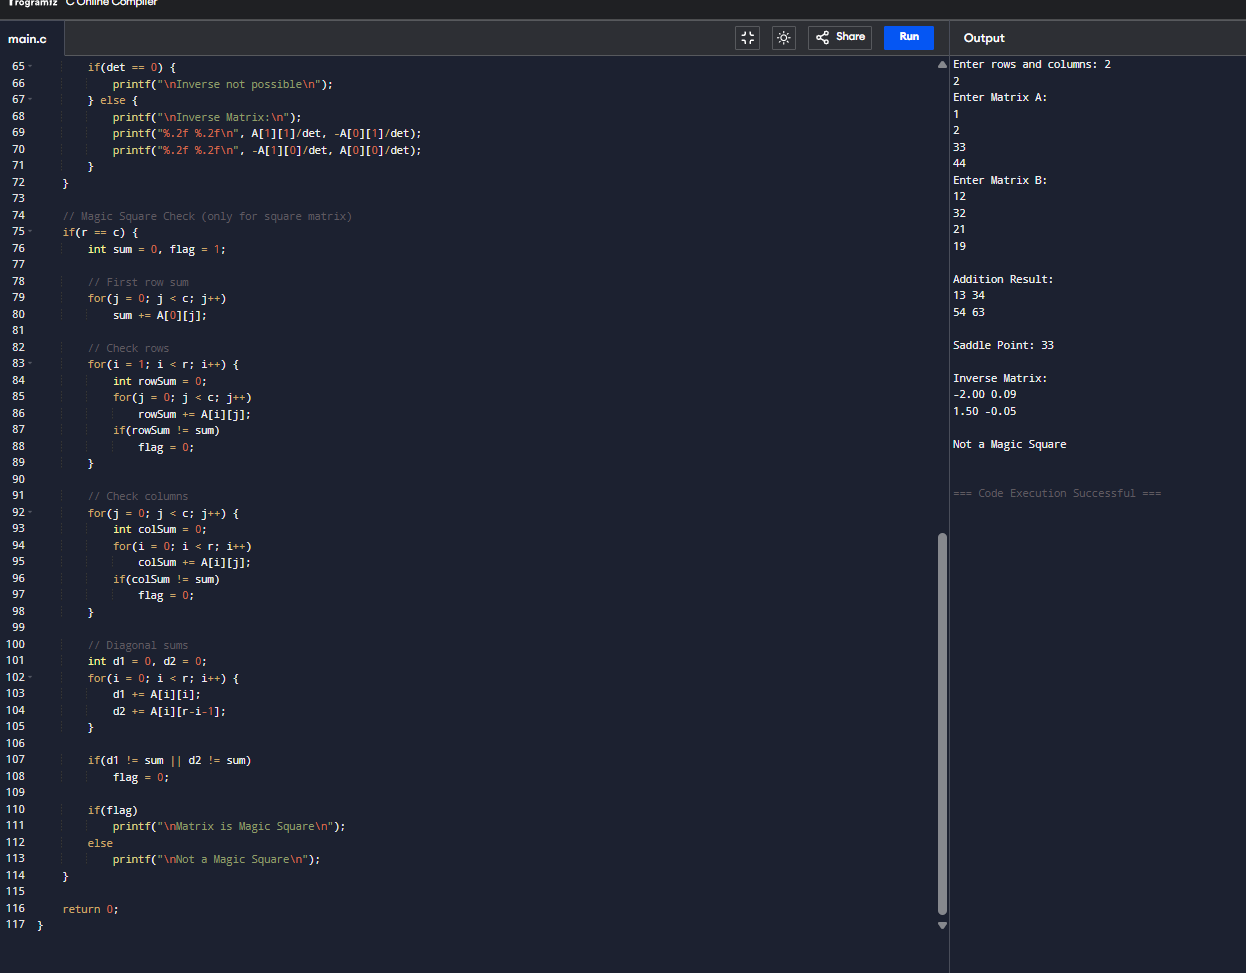 Programiz C Online Compiler
main.c
Share
Run
Output
65 if(det == 0) {
66 printf("\nInverse not possible\n");
67 } else {
68 printf("\nInverse Matrix:\n");
69 printf("%.2f %.2f\n", A[1][1]/det, -A[0][1]/det);
70 printf("%.2f %.2f\n", -A[1][0]/det, A[0][0]/det);
71 }
72 }
73
74 // Magic Square Check (only for square matrix)
75 if(r == c) {
76 int sum = 0, flag = 1;
77
78 // First row sum
79 for(j = 0; j < c; j++)
80 sum += A[0][j];
81
82 // Check rows
83 for(i = 1; i < r; i++) {
84 int rowSum = 0;
85 for(j = 0; j < c; j++)
86 rowSum += A[i][j];
87 if(rowSum != sum)
88 flag = 0;
89 }
90
91 // Check columns
92 for(j = 0; j < c; j++) {
93 int colSum = 0;
94 for(i = 0; i < r; i++)
95 colSum += A[i][j];
96 if(colSum != sum)
97 flag = 0;
98 }
99
100 // Diagonal sums
101 int d1 = 0, d2 = 0;
102 for(i = 0; i < r; i++) {
103 d1 += A[i][i];
104 d2 += A[i][r-i-1];
105 }
106
107 if(d1 != sum || d2 != sum)
108 flag = 0;
109
110 if(flag)
111 printf("\nMatrix is Magic Square\n");
112 else
113 printf("\nNot a Magic Square\n");
114 }
115
116 return 0;
117 }
Enter rows and columns: 2
2
Enter Matrix A:
1
2
33
44
Enter Matrix B:
12
32
21
19
Addition Result:
13 34
54 63
Saddle Point: 33
Inverse Matrix:
-2.00 0.09
1.50 -0.05
Not a Magic Square
=== Code Execution Successful ===